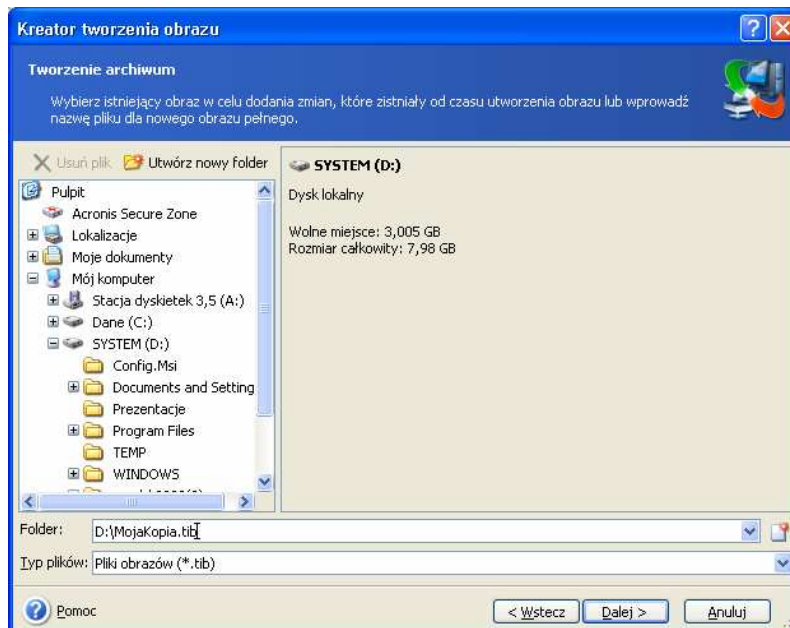 Kreator tworzenia obrazu
Tworzenie archiwum
Wybierz istniejący obraz w celu dodania zmian, które zistniały od czasu utworzenia obrazu lub wprowadź
nazwę pliku dla nowego obrazu pełnego.
Usuń plik Utwórz nowy folder
Pulpit
Acronis Secure Zone
Lokalizacje
Moje dokumenty
Mój komputer
Stacja dyskietek 3,5 (A:)
Dane (C:)
SYSTEM (D:)
Config.Msi
Documents and Setting
Prezentacje
Program Files
TEMP
WINDOWS
SYSTEM (D:)
Dysk lokalny
Wolne miejsce: 3,005 GB
Rozmiar całkowity: 7,98 GB
Folder: D:\MojaKopia.tib
Typ plików: Pliki obrazów (*.tib)
Pomoc < Wstecz Dalej > Anuluj